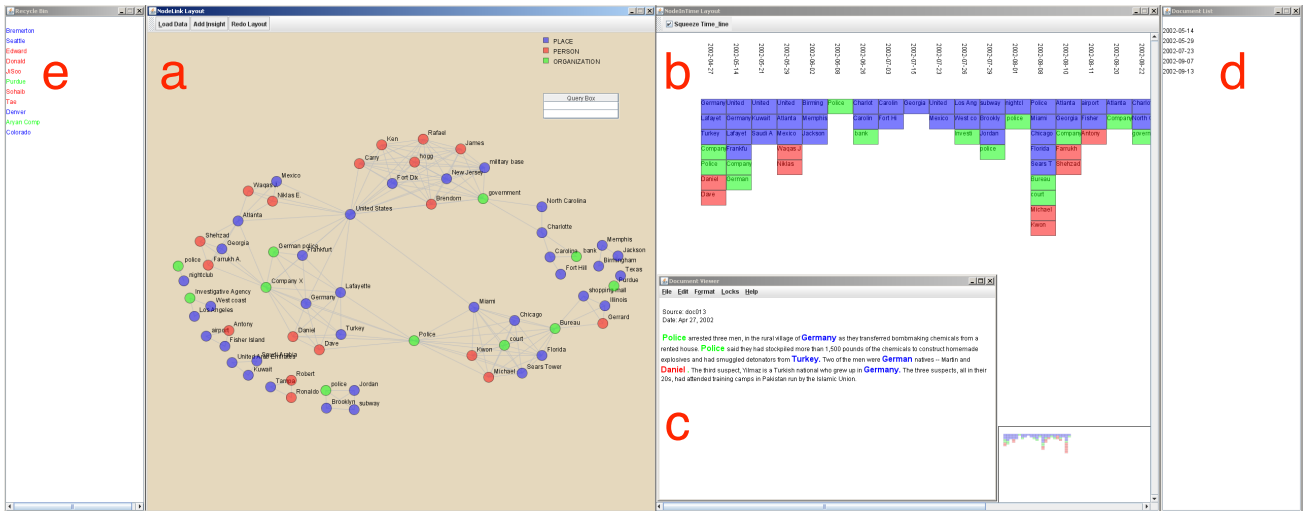 Recycle Bin
Bremerton
Seattle
Edward
Donald
JiSoo
Purdue
Sohaib
Tas
Denver
Aryan Comp
Colorado
e
NodeLink Layout
Load Data Add Insight Redo Layout
a
PLACE
PERSON
ORGANIZATION
Query Box
Rafael
Ken
James
Carry
hogg
military base
New Jersey
Fort Dix
Mexico
Waqas J.
Niklas E.
government
Brendom
United States
North Carolina
Atlanta
Charlotte
Shehzad
Georgia
German police
Frankfurt
Memphis
Jackson
Carolina
bank
Birmingham
police
Farrukh A.
Fort Hill
Texas
nightclub
Company X
Purdue
Investigative Agency
Lafayette
shopping mall
West coast
Germany
Miami
Illinois
Los Angeles
Chicago
Antony
Bureau
Gerrard
airport
Daniel
Turkey
Police
court
Fisher Island
Dave
Kwon
Florida
Saudi Arabia
United Arab Emirates
Kuwait
Michael
Sears Tower
Robert
Tampa
police
Jordan
Ronaldo
Brooklyn
subway
NodeInTime Layout
Squeeze Time_line
b
2002-04-27 2002-05-14 2002-05-21 2002-05-29 2002-06-02 2002-06-08 2002-06-26 2002-07-03 2002-07-14 2002-07-23 2002-07-26 2002-07-29 2002-08-01 2002-09-08 2002-09-10 2002-09-11 2002-09-20 2002-09-22
Germany United United United Birming Police Charlot Carolin Georgia United Los Ang subway nightcl Police Atlanta airport Atlanta Charlo
Lafayet Germany Kuwait Atlanta Memphis Carolin Fort Hi Mexico West co Brookly police Miami Georgia Fisher Company North
Turkey Lafayet Saudi A Mexico Jackson bank Investi Jordan Chicago Company Antony govern
Company Frankfu Waqas J police Florida Farrukh
Police Company Niklas Sears T Shehzad
Daniel German Bureau
Dave court
Michael
Kwon
Document Viewer
File Edit Format Locks Help
Source: doc013
Date: Apr 27, 2002
Police arrested three men, in the rural village of Germany as they transferred bombmaking chemicals from a
rented house. Police said they had stockpiled more than 1,500 pounds of the chemicals to construct homemade
explosives and had smuggled detonators from Turkey. Two of the men were German natives -- Martin and
Daniel . The third suspect, Yilmaz is a Turkish national who grew up in Germany. The three suspects, all in their
20s, had attended training camps in Pakistan run by the Islamic Union.
c
Document List
2002-05-14
2002-05-29
2002-07-23
2002-09-07
2002-09-13
d